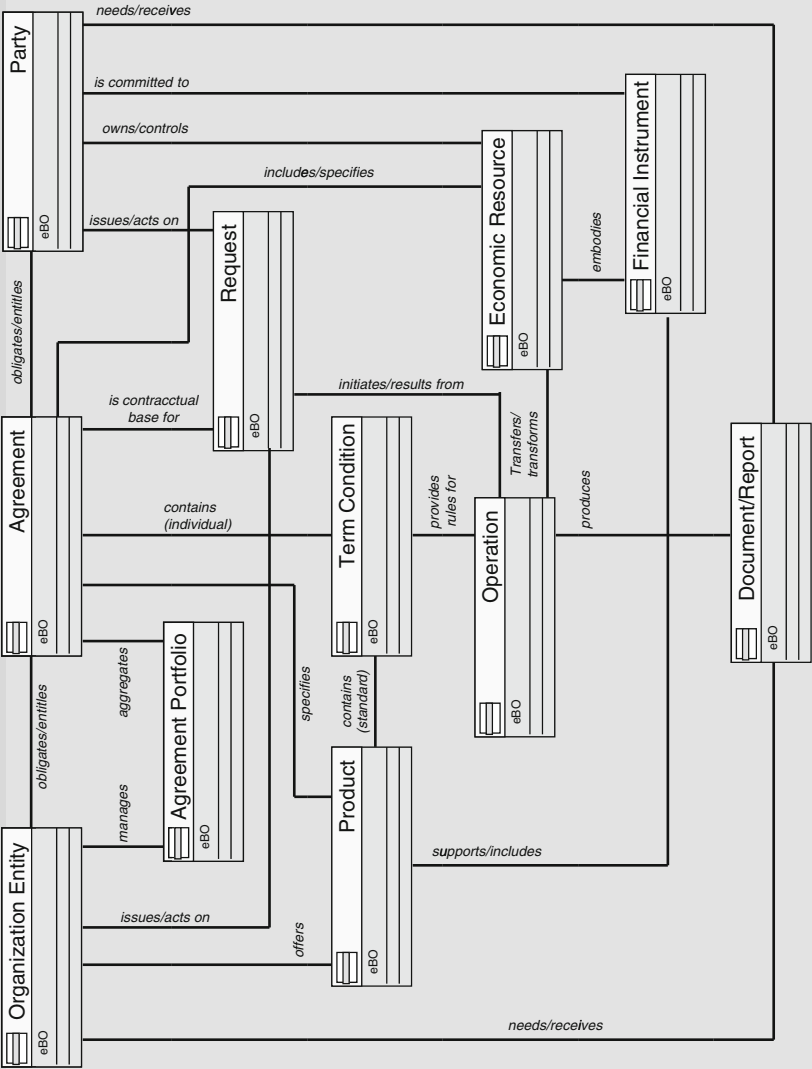 needs/receives
is committed to
owns/controls
includes/specifies
issues/acts on
Party
eBO
Request
eBO
Economic Resource
eBO
embodies
Financial Instrument
eBO
obligates/entitles
is contracctual
base for
initiates/results from
Transfers/
transforms
Agreement
eBO
contains
(individual)
Term Condition
eBO
provides
rules for
Operation
eBO
produces
Document/Report
eBO
aggregates
Agreement Portfolio
eBO
specifies
contains
(standard)
obligates/entitles
manages
Product
eBO
supports/includes
Organization Entity
eBO
issues/acts on
offers
needs/receives